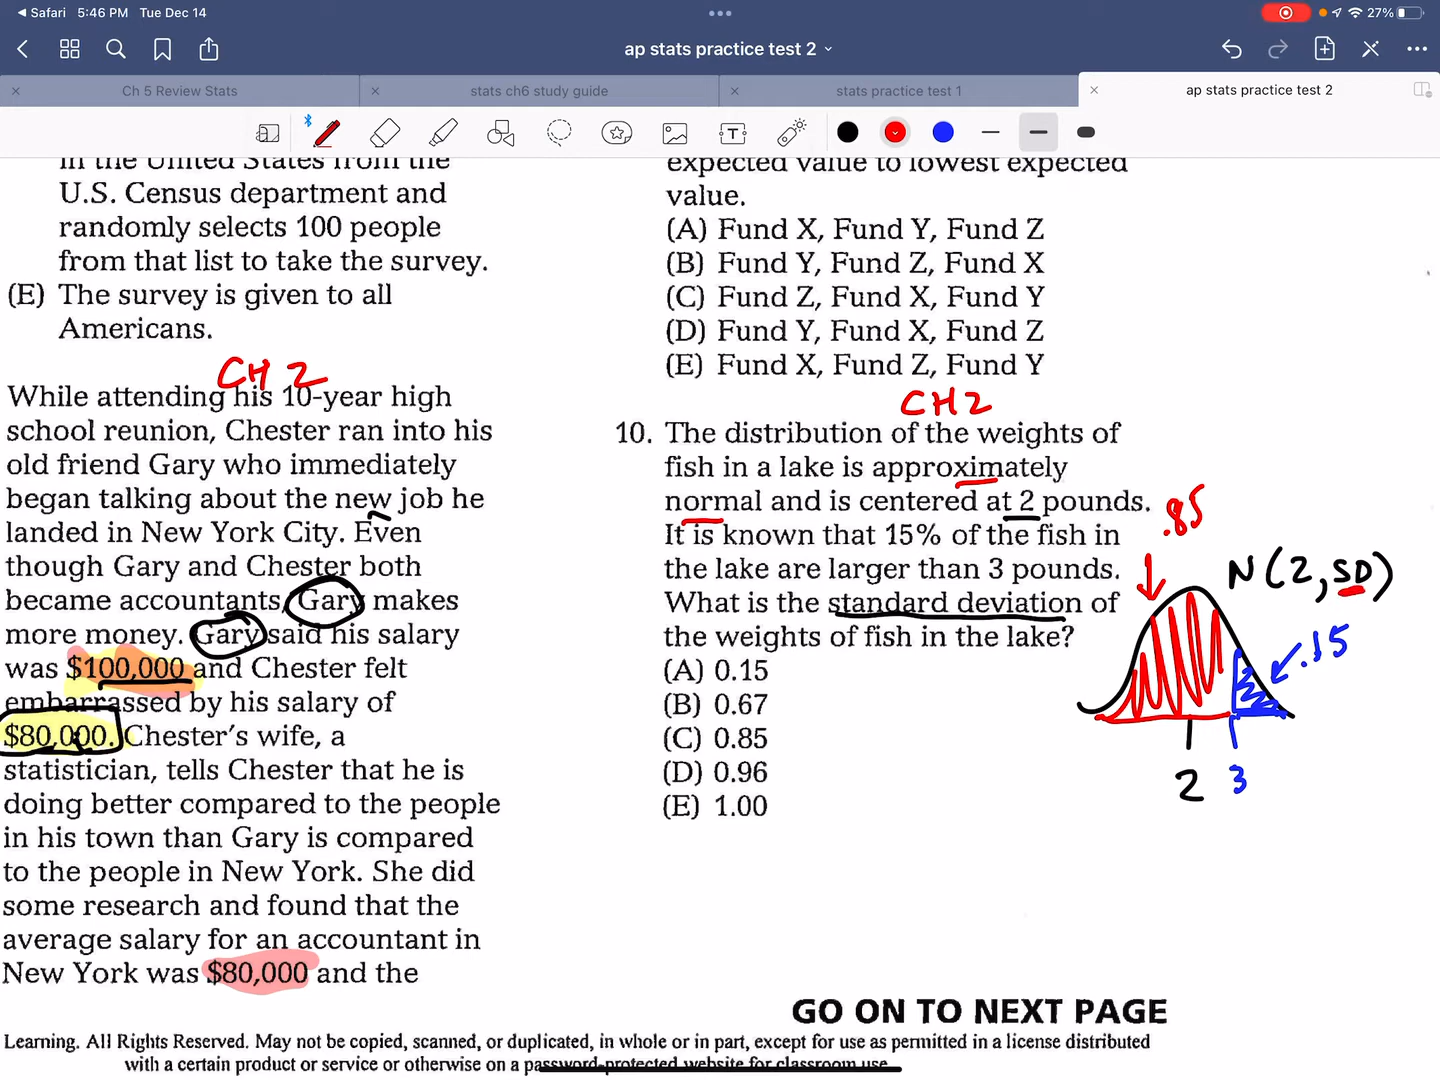 Safari 5:46 PM Tue Dec 14
27%
ap stats practice test 2
Ch 5 Review Stats
stats ch6 study guide
stats practice test 1
ap stats practice test 2
in the United States from the
U.S. Census department and
randomly selects 100 people
from that list to take the survey.
(E) The survey is given to all
Americans.
CH 2
While attending his 10-year high
school reunion, Chester ran into his
old friend Gary who immediately
began talking about the new job he
landed in New York City. Even
though Gary and Chester both
became accountants, Gary makes
more money. Gary said his salary
was $100,000 and Chester felt
embarrassed by his salary of
$80,000. Chester's wife, a
statistician, tells Chester that he is
doing better compared to the people
in his town than Gary is compared
to the people in New York. She did
some research and found that the
average salary for an accountant in
New York was $80,000 and the
expected value to lowest expected
value.
(A) Fund X, Fund Y, Fund Z
(B) Fund Y, Fund Z, Fund X
(C) Fund Z, Fund X, Fund Y
(D) Fund Y, Fund X, Fund Z
(E) Fund X, Fund Z, Fund Y
CH 2
10. The distribution of the weights of
fish in a lake is approximately
normal and is centered at 2 pounds.
It is known that 15% of the fish in
the lake are larger than 3 pounds.
What is the standard deviation of
the weights of fish in the lake?
(A) 0.15
(B) 0.67
(C) 0.85
(D) 0.96
(E) 1.00
.85
N(2,SD)
.15
2 3
GO ON TO NEXT PAGE
Learning. All Rights Reserved. May not be copied, scanned, or duplicated, in whole or in part, except for use as permitted in a license distributed
with a certain product or service or otherwise on a password-protected website for classroom use.